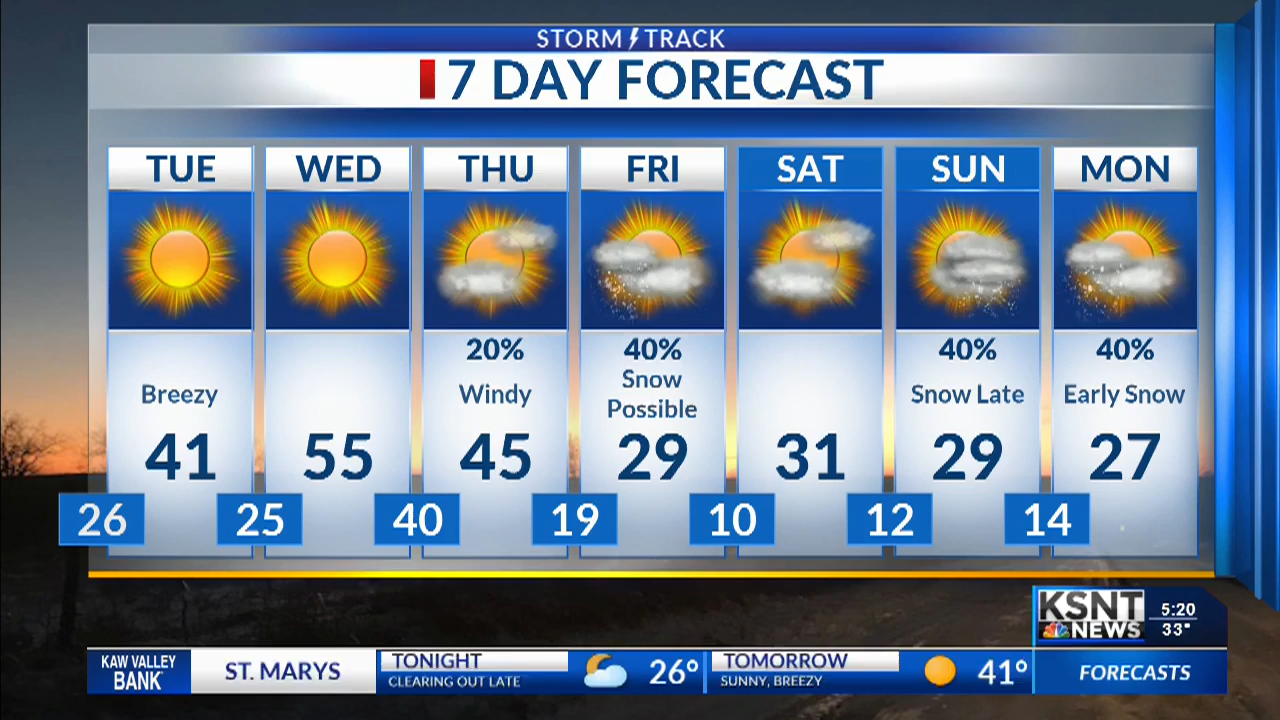 STORM TRACK
7 DAY FORECAST
TUE WED THU FRI SAT SUN MON
20% 40% 40% 40%
Breezy Windy Snow Possible Snow Late Early Snow
41 55 45 29 31 29 27
26 25 40 19 10 12 14
KSNT NEWS
5:20
33°
KAW VALLEY BANK
ST. MARYS
TONIGHT
CLEARING OUT LATE
26°
TOMORROW
SUNNY, BREEZY
41°
FORECASTS